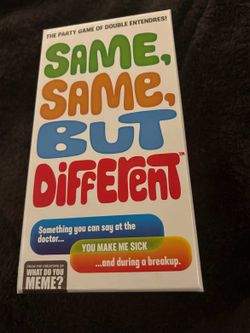 THE PARTY GAME OF DOUBLE ENTENDRES!
SAME,
SAME,
BUT
DIFFERENT™
Something you can say at the
doctor...
YOU MAKE ME SICK
...and during a breakup.
FROM THE CREATORS OF
WHAT DO YOU
MEME?